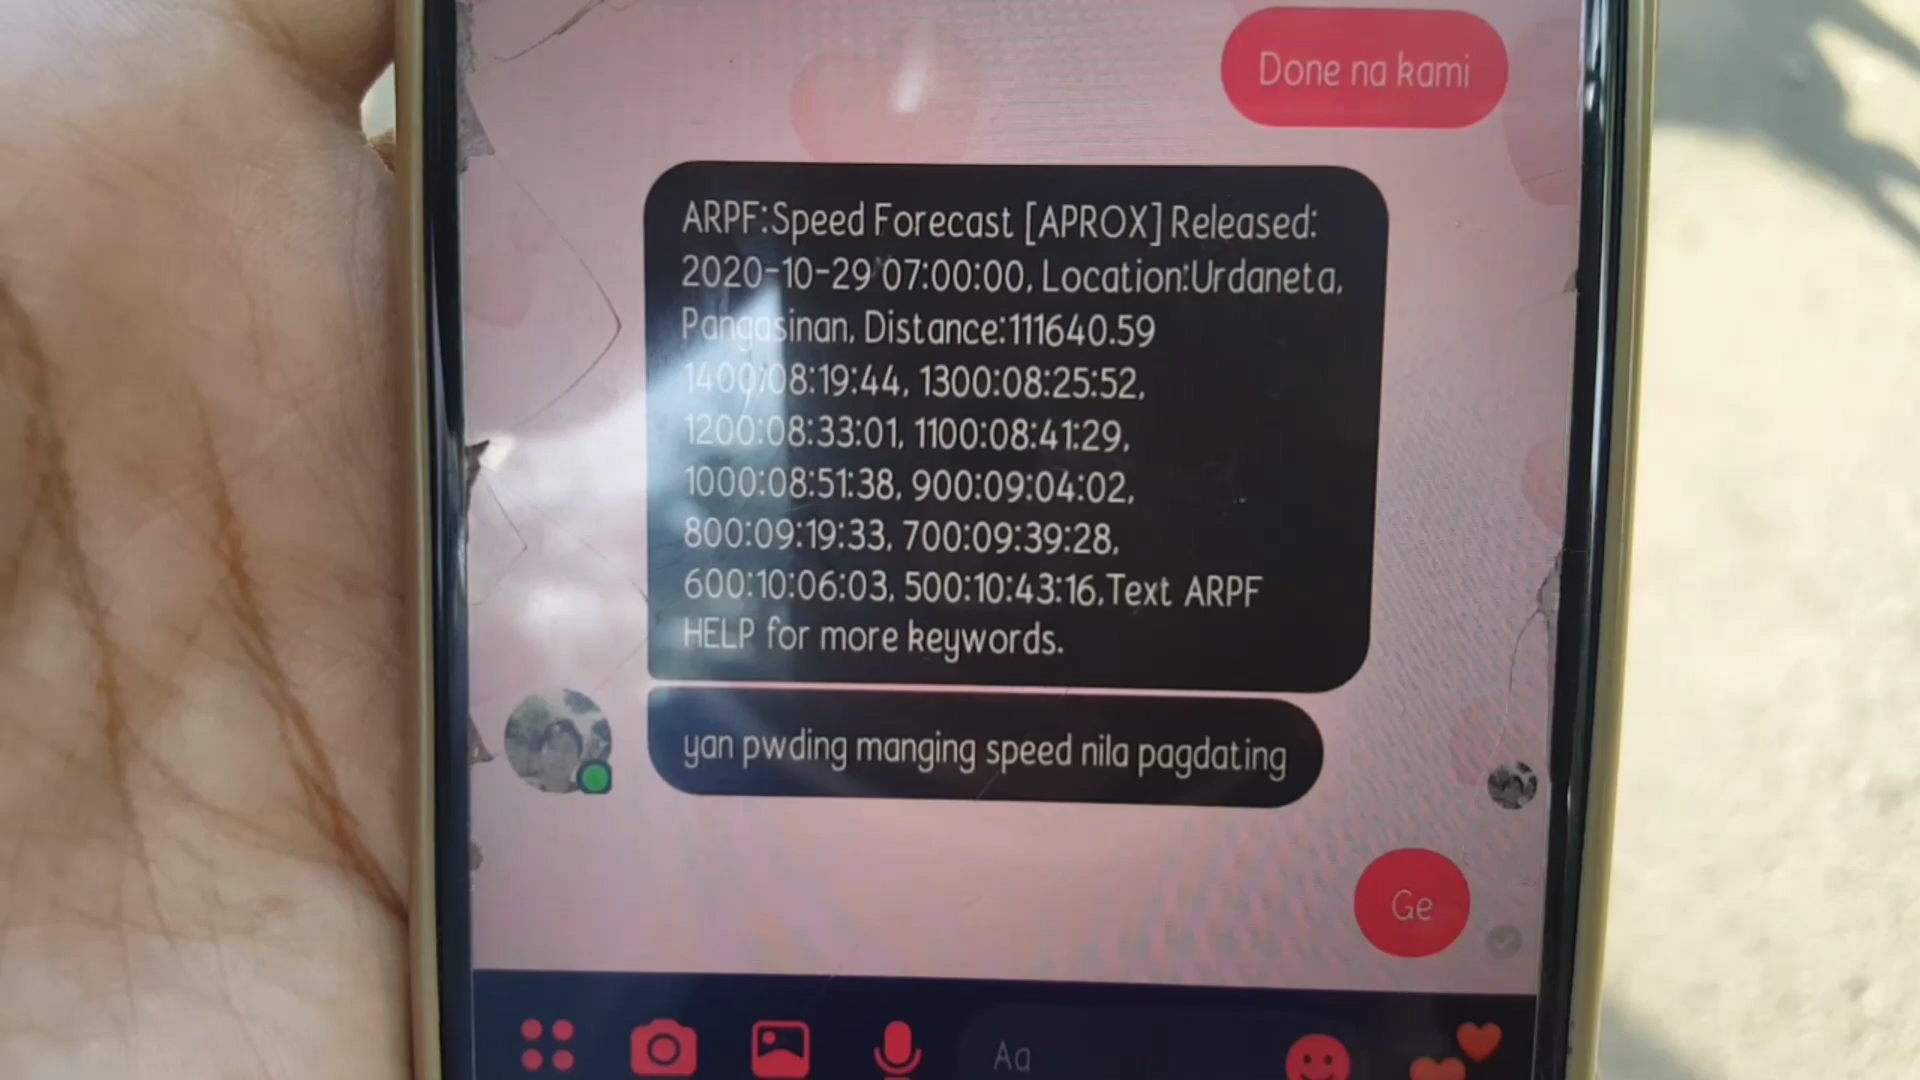 Done na kami
ARPF:Speed Forecast [APROX] Released:
2020-10-29 07:00:00, Location:Urdaneta,
Pangasinan, Distance:111640.59
1400:08:19:44, 1300:08:25:52,
1200:08:33:01, 1100:08:41:29,
1000:08:51:38, 900:09:04:02,
800:09:19:33, 700:09:39:28,
600:10:06:03, 500:10:43:16,Text ARPF
HELP for more keywords.
yan pwding manging speed nila pagdating
Ge
Aa